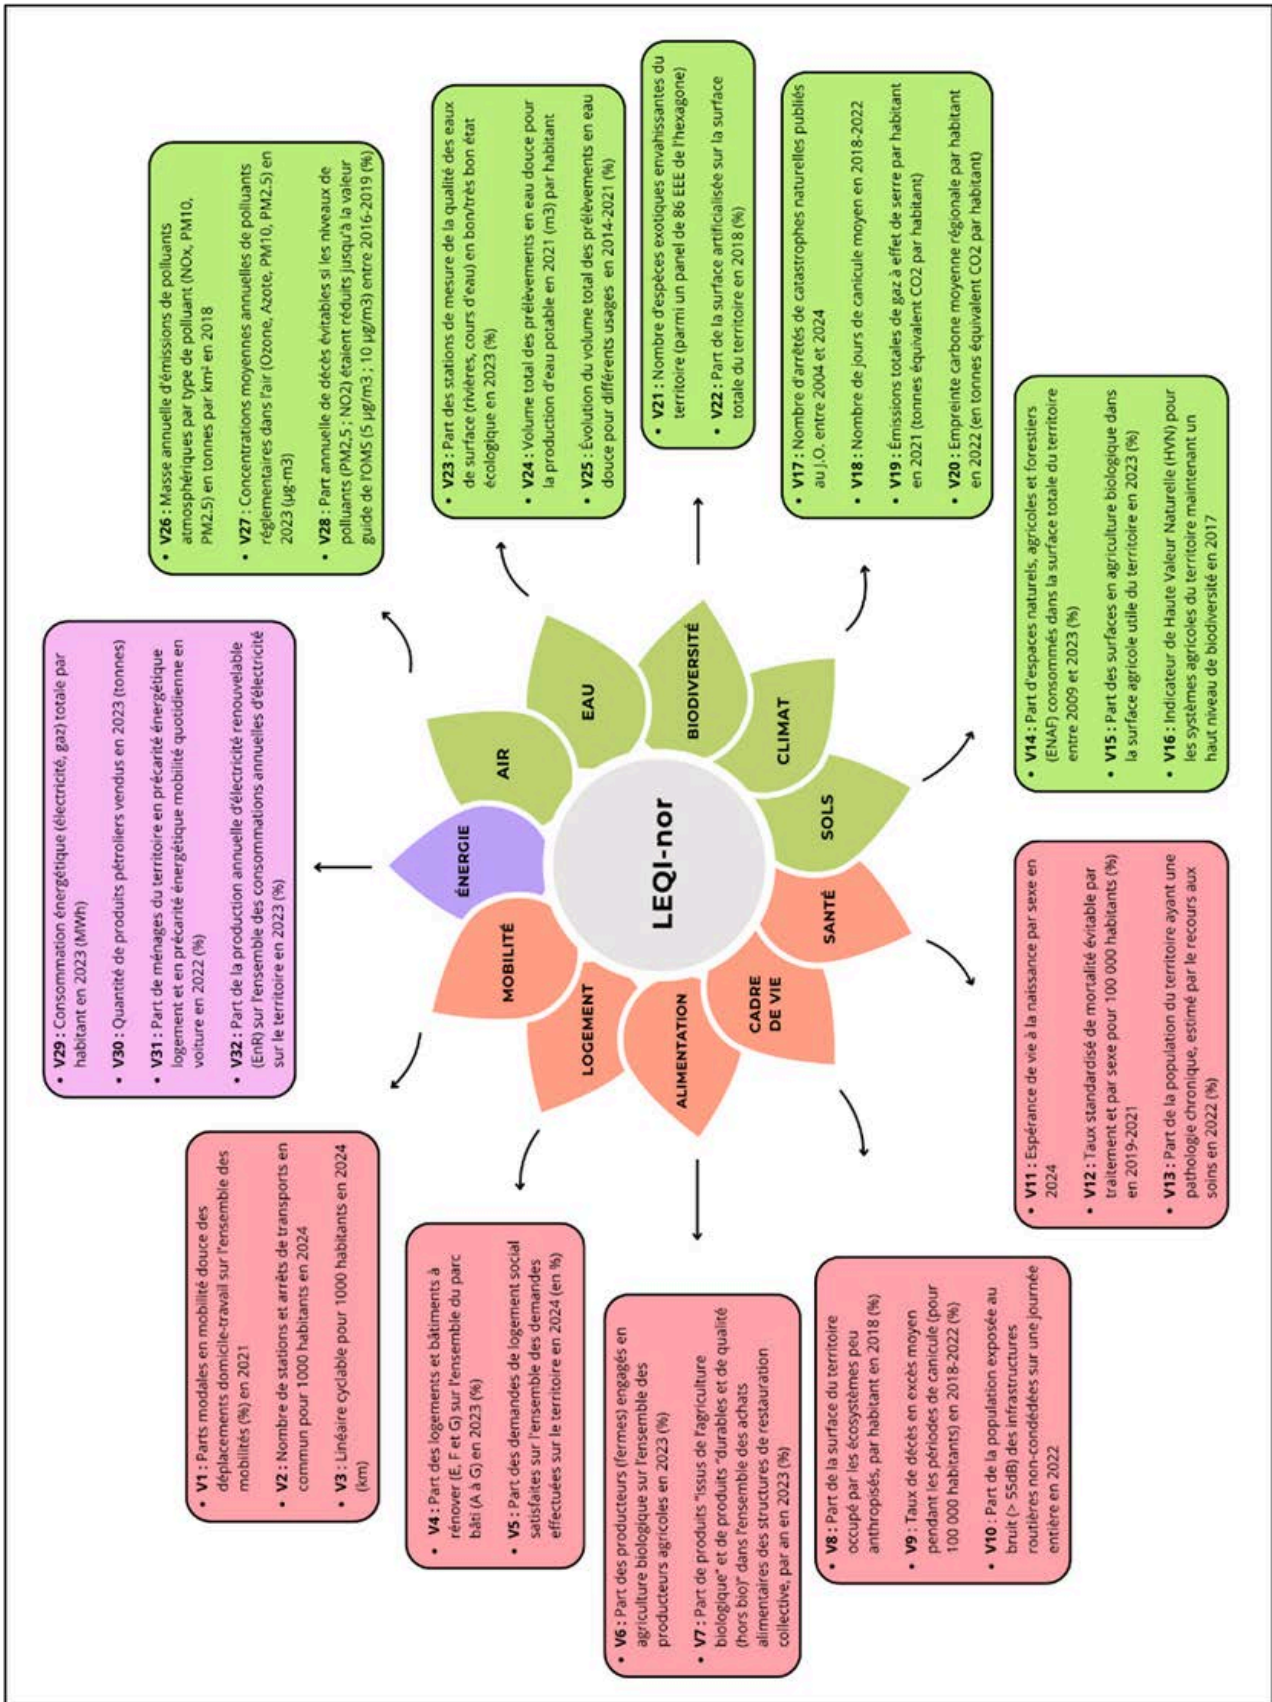 • V29 : Consommation énergétique (électricité, gaz) totale par
habitant en 2023 (MWh)
• V30 : Quantité de produits pétroliers vendus en 2023 (tonnes)
• V31 : Part de ménages du territoire en précarité énergétique
logement et en précarité énergétique mobilité quotidienne en
voiture en 2022 (%)
• V32 : Part de la production annuelle d'électricité renouvelable
(EnR) sur l'ensemble des consommations annuelles d'électricité
sur le territoire en 2023 (%)
• V26 : Masse annuelle d'émissions de polluants
atmosphériques par type de polluant (NOx, PM10,
PM2.5) en tonnes par km² en 2018
• V27 : Concentrations moyennes annuelles de polluants
réglementaires dans l'air (Ozone, Azote, PM10, PM2.5) en
2023 (µg-m3)
• V28 : Part annuelle de décès évitables si les niveaux de
polluants (PM2,5 ; NO2) étaient réduits jusqu'à la valeur
guide de l'OMS (5 µg/m3 ; 10 µg/m3) entre 2016-2019 (%)
• V1 : Parts modales en mobilité douce des
déplacements domicile-travail sur l'ensemble des
mobilités (%) en 2021
• V2 : Nombre de stations et arrêts de transports en
commun pour 1000 habitants en 2024
• V3 : Linéaire cyclable pour 1000 habitants en 2024
(km)
• V23 : Part des stations de mesure de la qualité des eaux
de surface (rivières, cours d'eau) en bon/très bon état
écologique en 2023 (%)
• V24 : Volume total des prélèvements en eau douce pour
la production d'eau potable en 2021 (m3) par habitant
• V25 : Évolution du volume total des prélèvements en eau
douce pour différents usages en 2014-2021 (%)
• V4 : Part des logements et bâtiments à
rénover (E, F et G) sur l'ensemble du parc
bâti (A à G) en 2023 (%)
• V5 : Part des demandes de logement social
satisfaites sur l'ensemble des demandes
effectuées sur le territoire en 2024 (en %)
ÉNERGIE
AIR
EAU
BIODIVERSITÉ
CLIMAT
SOLS
SANTÉ
CADRE
DE VIE
ALIMENTATION
LOGEMENT
MOBILITÉ
LEQI-nor
• V21 : Nombre d'espèces exotiques envahissantes du
territoire (parmi un panel de 86 EEE de l'hexagone)
• V22 : Part de la surface artificialisée sur la surface
totale du territoire en 2018 (%)
• V6 : Part des producteurs (fermes) engagés en
agriculture biologique sur l'ensemble des
producteurs agricoles en 2023 (%)
• V7 : Part de produits "issus de l'agriculture
biologique" et de produits "durables et de qualité
(hors bio)" dans l'ensemble des achats
alimentaires des structures de restauration
collective, par an en 2023 (%)
• V17 : Nombre d'arrêtés de catastrophes naturelles publiés
au J.O. entre 2004 et 2024
• V18 : Nombre de jours de canicule moyen en 2018-2022
• V19 : Émissions totales de gaz à effet de serre par habitant
en 2021 (tonnes équivalent CO2 par habitant)
• V20 : Empreinte carbone moyenne régionale par habitant
en 2022 (en tonnes équivalent CO2 par habitant)
• V8 : Part de la surface du territoire
occupé par les écosystèmes peu
anthropisés, par habitant en 2018 (%)
• V9 : Taux de décès en excès moyen
pendant les périodes de canicule (pour
100 000 habitants) en 2018-2022 (%)
• V10 : Part de la population exposée au
bruit (> 55dB) des infrastructures
routières non-condédées sur une journée
entière en 2022
• V11 : Espérance de vie à la naissance par sexe en
2024
• V12 : Taux standardisé de mortalité évitable par
traitement et par sexe pour 100 000 habitants (%)
en 2019-2021
• V13 : Part de la population du territoire ayant une
pathologie chronique, estimé par le recours aux
soins en 2022 (%)
• V14 : Part d'espaces naturels, agricoles et forestiers
(ENAF) consommés dans la surface totale du territoire
entre 2009 et 2023 (%)
• V15 : Part des surfaces en agriculture biologique dans
la surface agricole utile du territoire en 2023 (%)
• V16 : Indicateur de Haute Valeur Naturelle (HVN) pour
les systèmes agricoles du territoire maintenant un
haut niveau de biodiversité en 2017